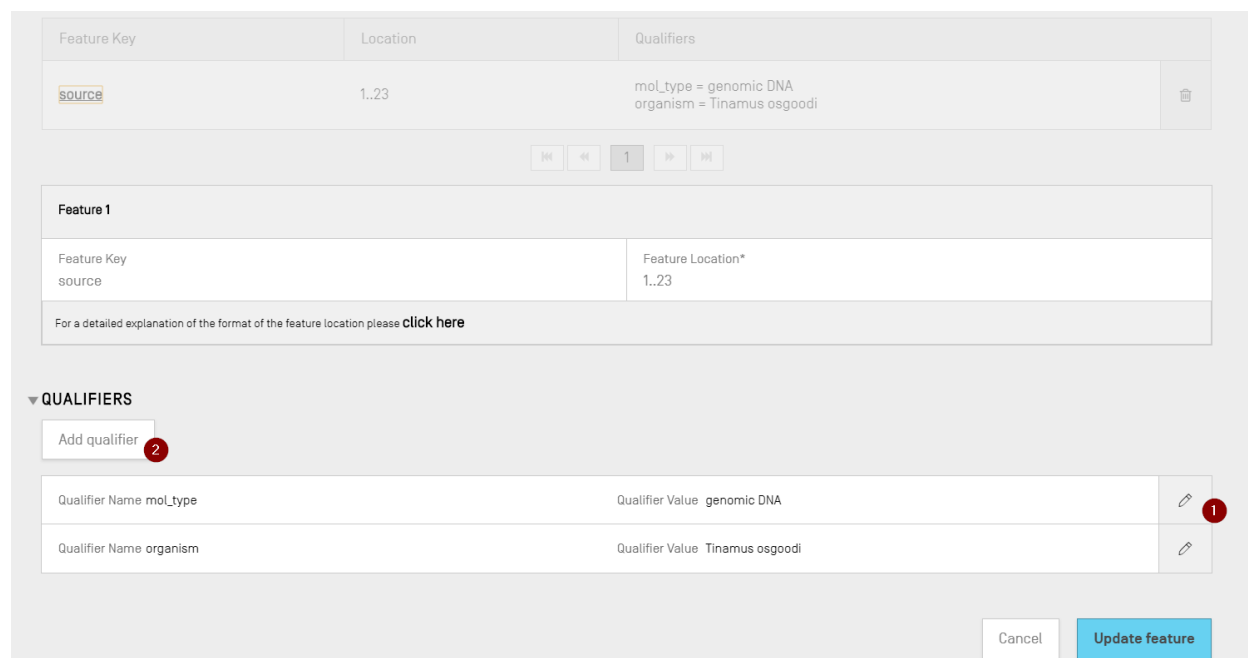 Feature Key Location Qualifiers
source 1..23 mol_type = genomic DNA
organism = Tinamus osgoodi
1
Feature 1
Feature Key Feature Location*
source 1..23
For a detailed explanation of the format of the feature location please click here
QUALIFIERS
Add qualifier
2
Qualifier Name mol_type Qualifier Value genomic DNA
1
Qualifier Name organism Qualifier Value Tinamus osgoodi
Cancel Update feature